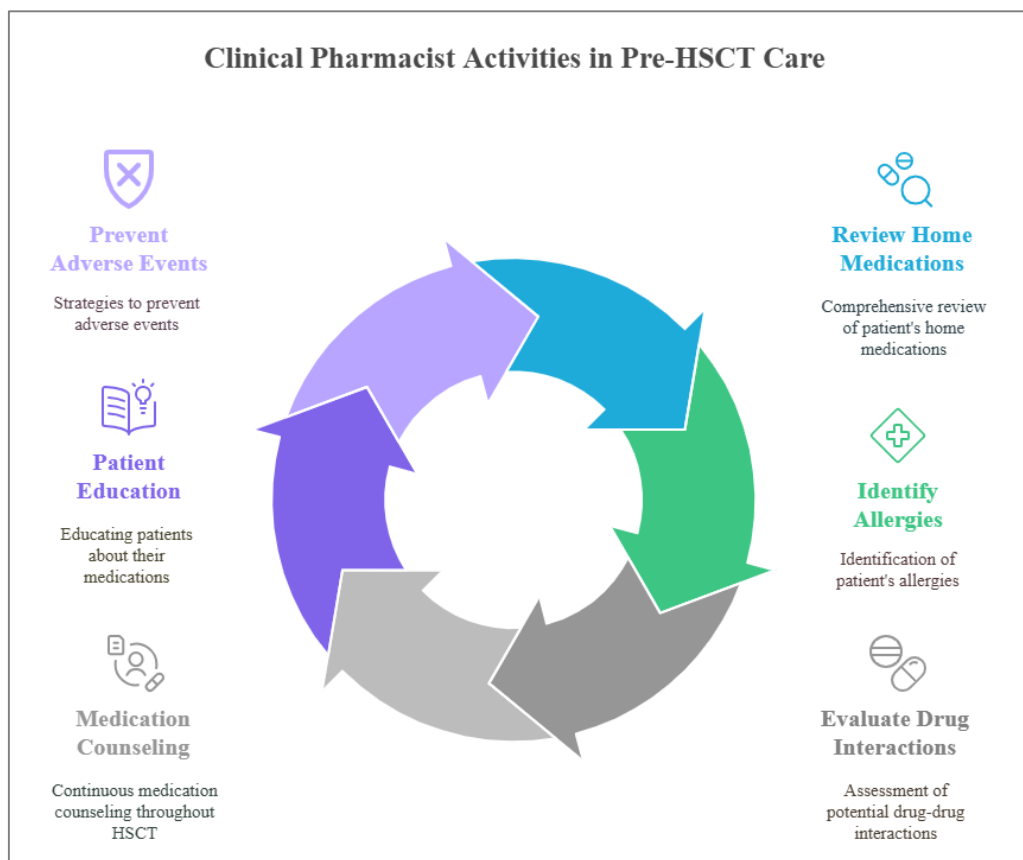 Clinical Pharmacist Activities in Pre-HSCT Care
Prevent
Adverse Events
Strategies to prevent
adverse events
Patient
Education
Educating patients
about their
medications
Medication
Counseling
Continuous medication
counseling throughout
HSCT
Review Home
Medications
Comprehensive review
of patient's home
medications
Identify
Allergies
Identification of
patient's allergies
Evaluate Drug
Interactions
Assessment of
potential drug-drug
interactions